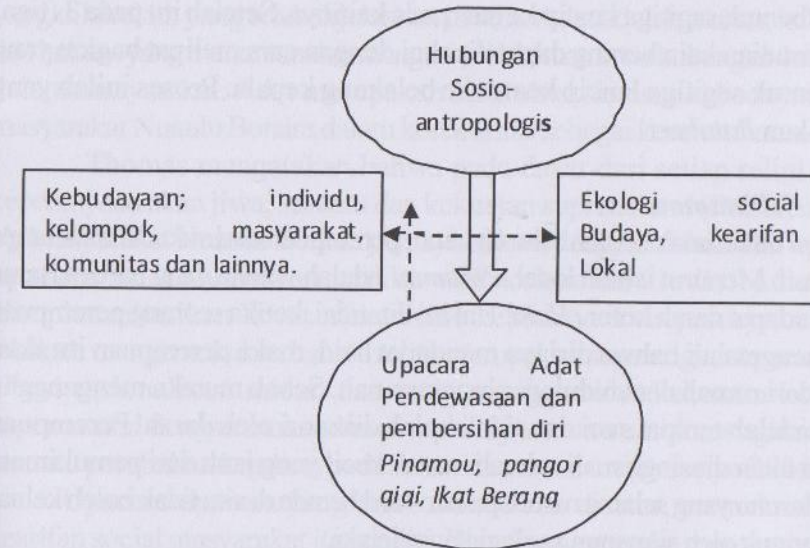 Hubungan
Sosio-
antropologis
Kebudayaan; individu,
kelompok, masyarakat,
komunitas dan lainnya.
Ekologi social
Budaya, kearifan
Lokal
Upacara Adat
Pendewasaan dan
pembersihan diri
Pinamou, pangor
gigi, Ikat Berang